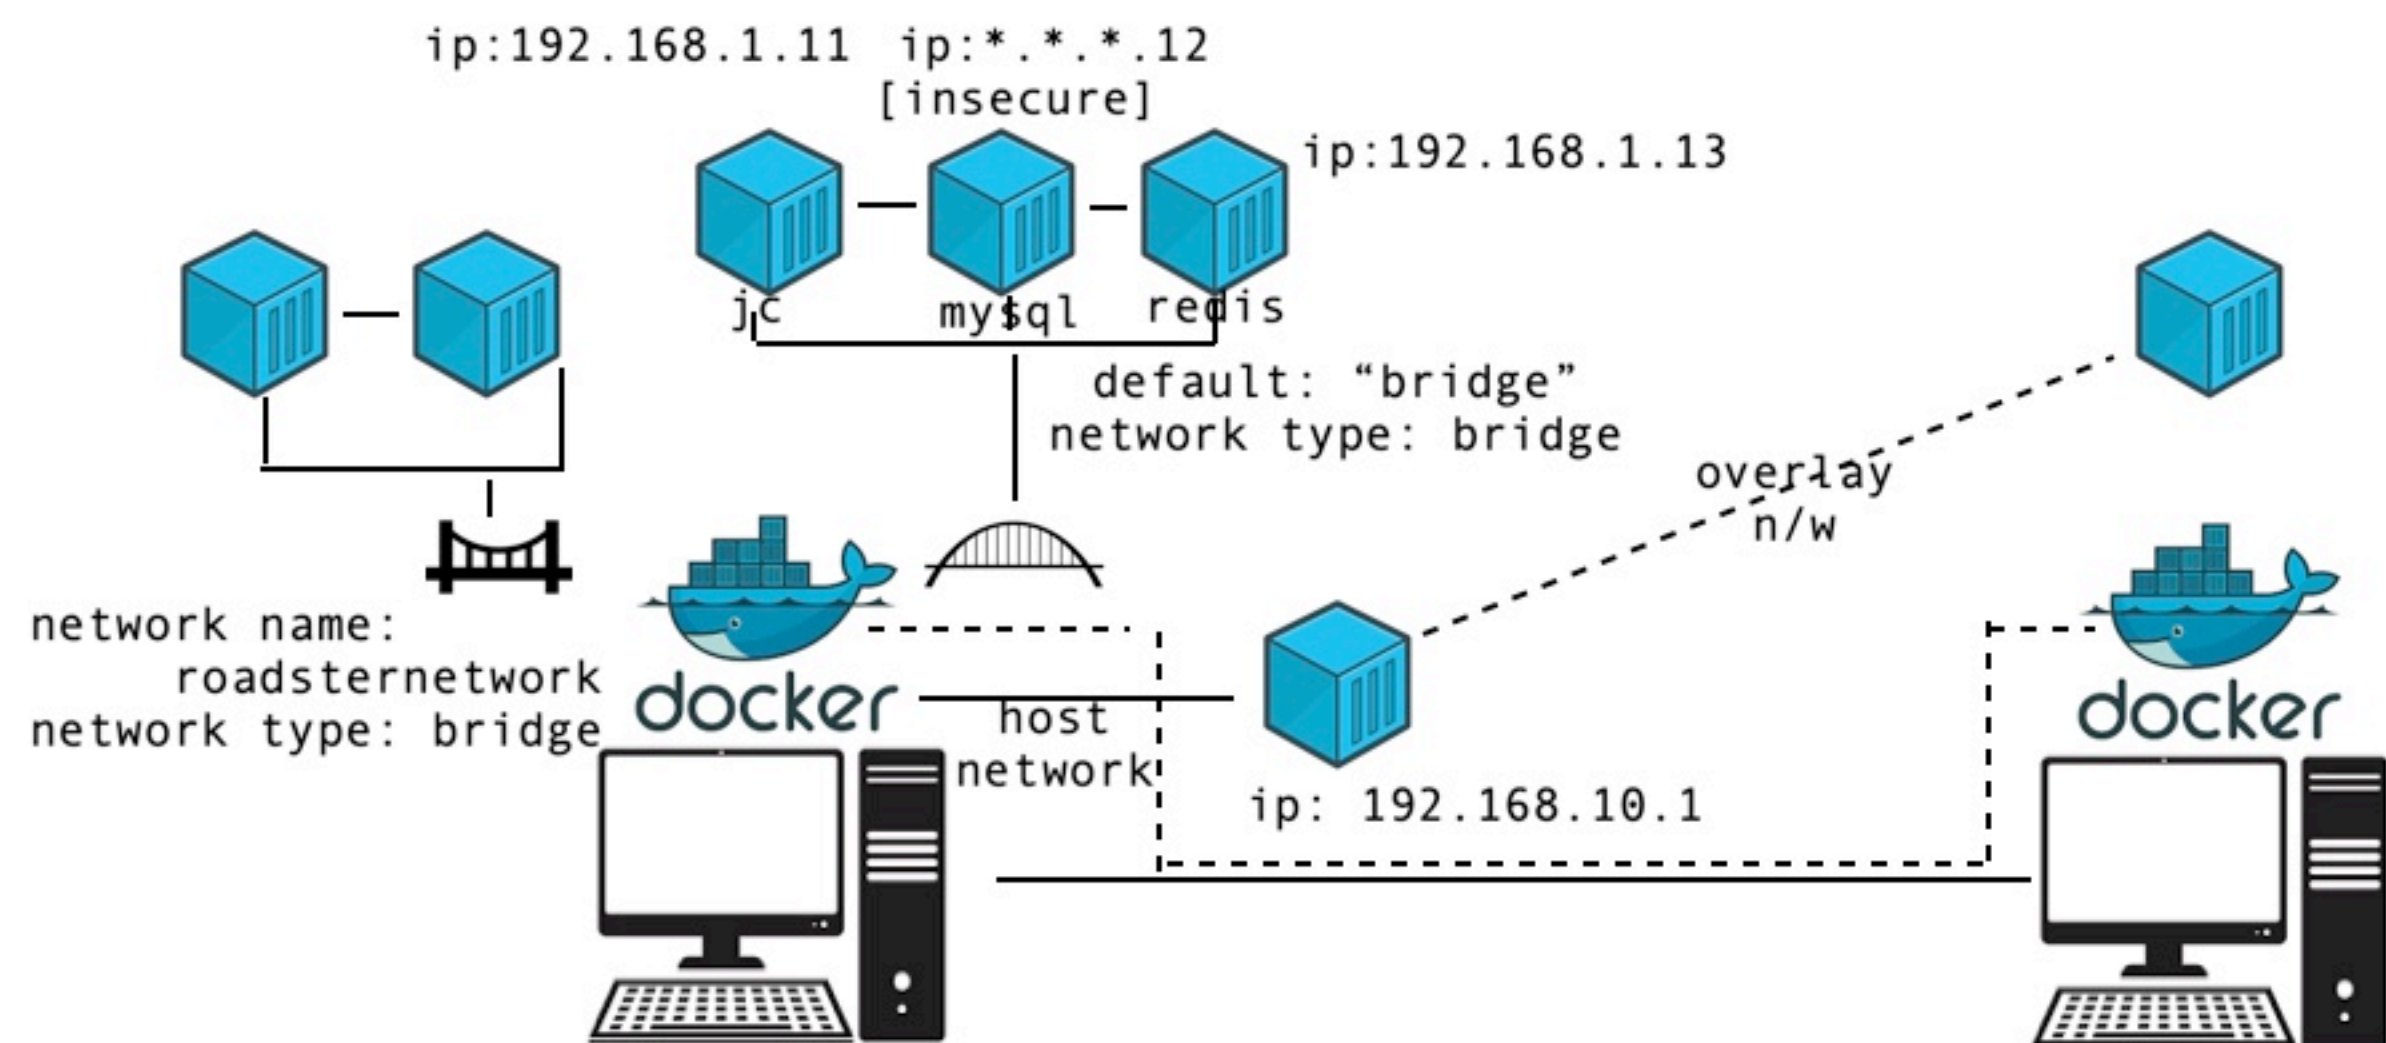 ip:192.168.1.11 ip:*.*.*.12
[insecure]
ip:192.168.1.13
jc mysql redis
default: “bridge”
network type: bridge
overlay
n/w
network name:
roadsternetwork
network type: bridge
docker
host
network
ip: 192.168.10.1
docker